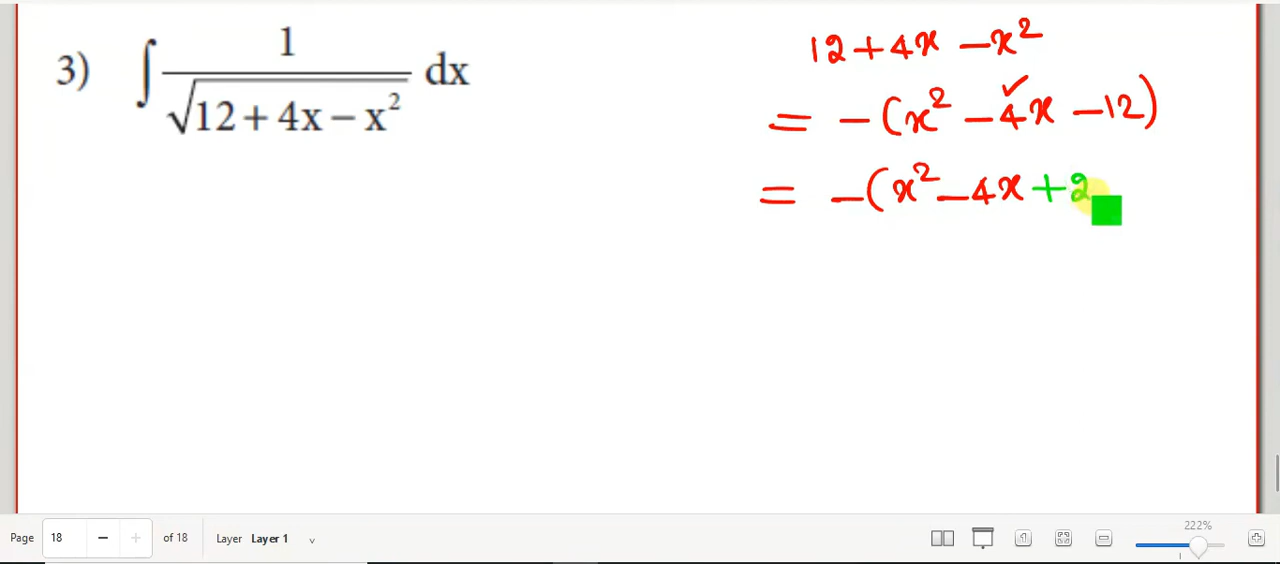 3) ∫ 1/√(12 + 4x − x²) dx
12 + 4x − x²
= −(x² − 4x − 12)
= −(x² − 4x + 2
Page 18 − + of 18 Layer Layer 1 222%